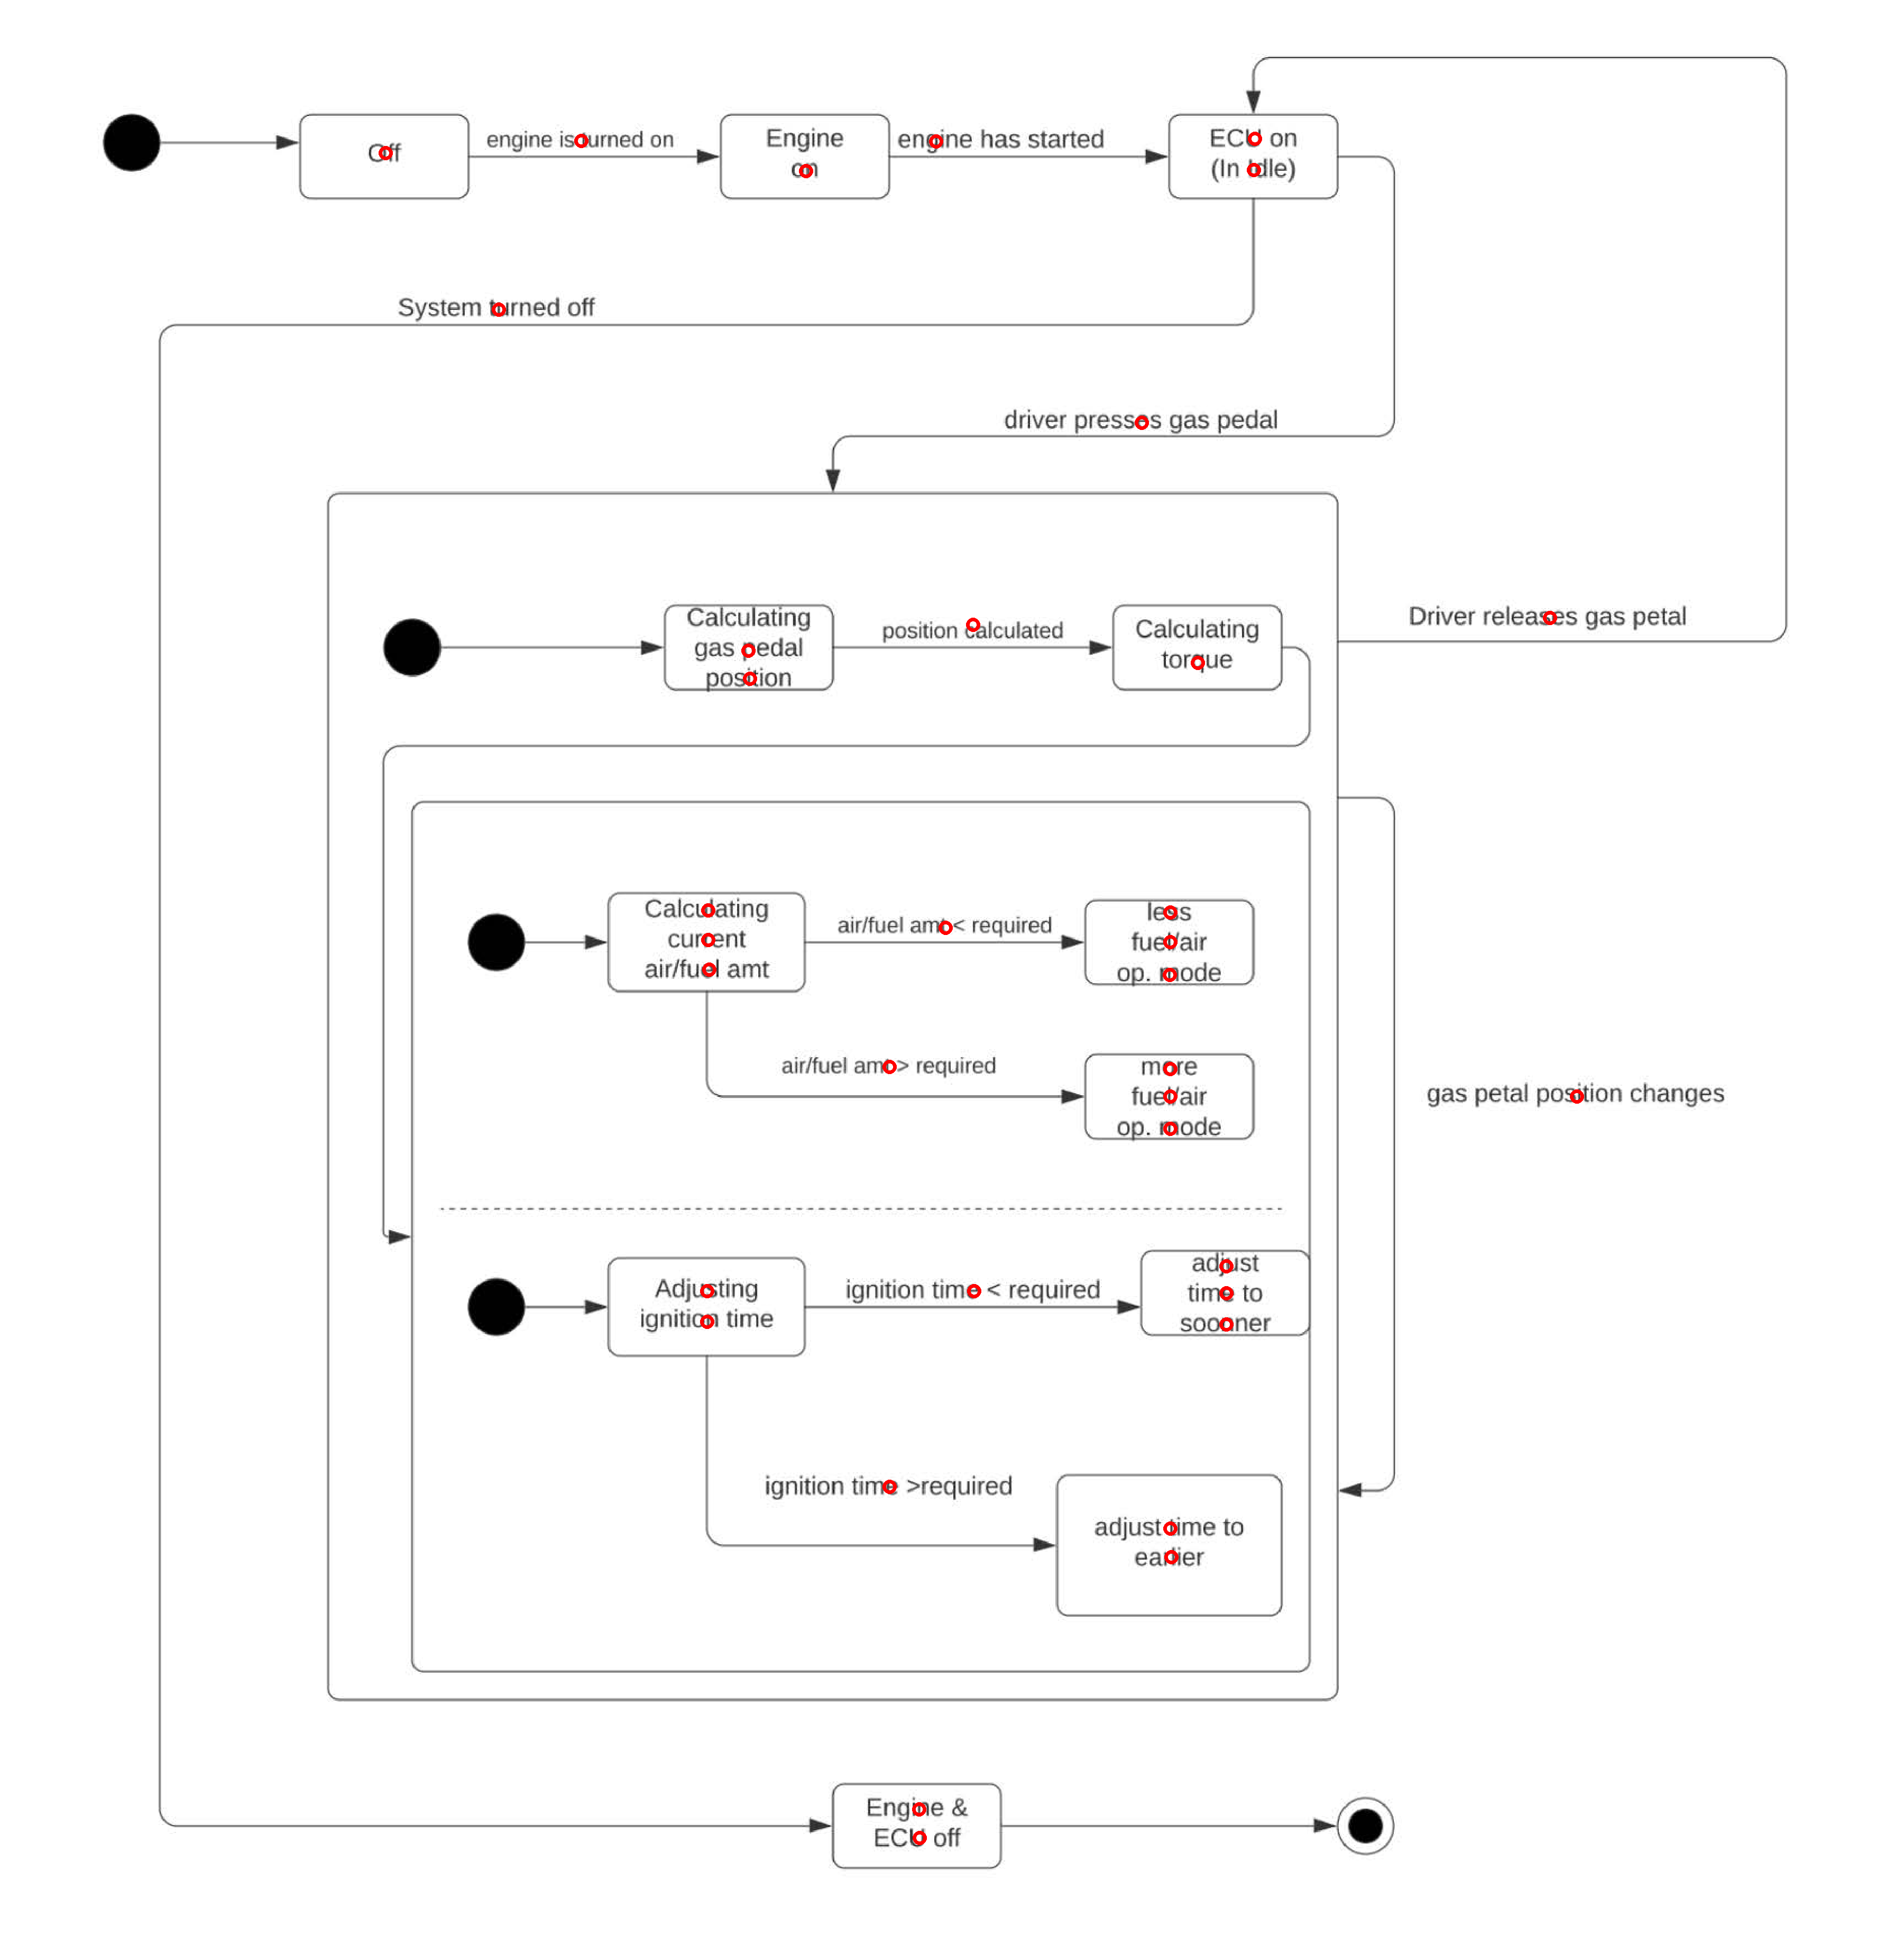 Off
engine is turned on
Engine
on
engine has started
ECU on
(In Idle)
System turned off
driver presses gas pedal
Calculating
gas pedal
position
position calculated
Calculating
torque
Driver releases gas petal
Calculating
current
air/fuel amt
air/fuel amt < required
less
fuel/air
op. mode
air/fuel amt > required
more
fuel/air
op. mode
gas petal position changes
Adjusting
ignition time
ignition time < required
adjust
time to
soooner
ignition time >required
adjust time to
earlier
Engine &
ECU off